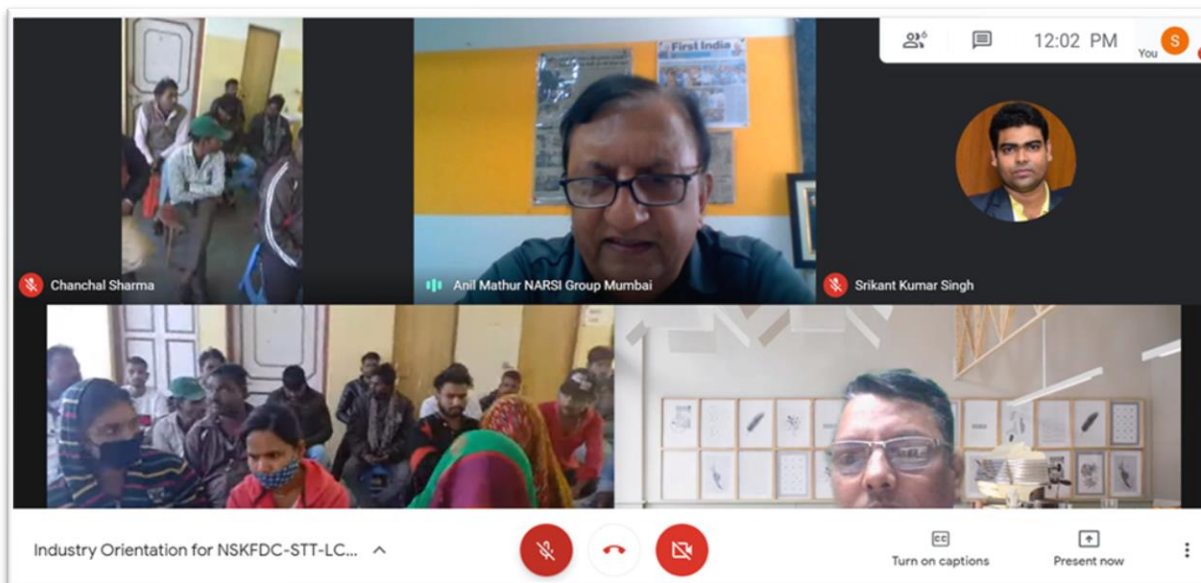 12:02 PM
You
S
First India
Chanchal Sharma
Anil Mathur NARSI Group Mumbai
Srikant Kumar Singh
Industry Orientation for NSKFDC-STT-LC...
CC
Turn on captions
Present now